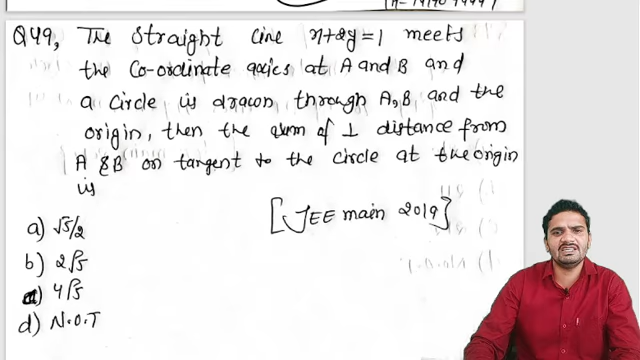 Q49, The straight line x+2y=1 meets
the co-ordinate axies at A and B and
a circle is drawn through A,B and the
origin, then the sum of ⊥ distance from
A &B on tangent to the circle at the origin
is
[JEE main 2019]
a) √5/2
b) 2√5
c) 4√5
d) N.O.T